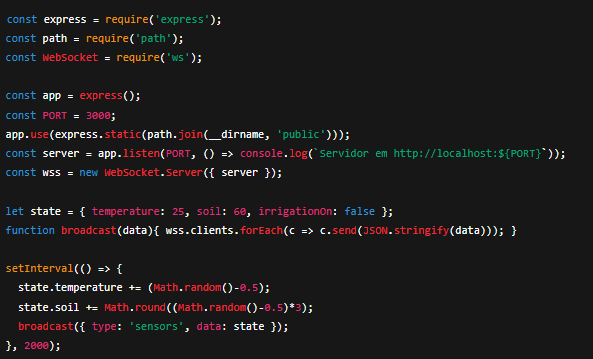 const express = require('express');
const path = require('path');
const WebSocket = require('ws');

const app = express();
const PORT = 3000;
app.use(express.static(path.join(__dirname, 'public')));
const server = app.listen(PORT, () => console.log(`Servidor em http://localhost:${PORT}`));
const wss = new WebSocket.Server({ server });

let state = { temperature: 25, soil: 60, irrigationOn: false };
function broadcast(data){ wss.clients.forEach(c => c.send(JSON.stringify(data))); }

setInterval(() => {
  state.temperature += (Math.random()-0.5);
  state.soil += Math.round((Math.random()-0.5)*3);
  broadcast({ type: 'sensors', data: state });
}, 2000);